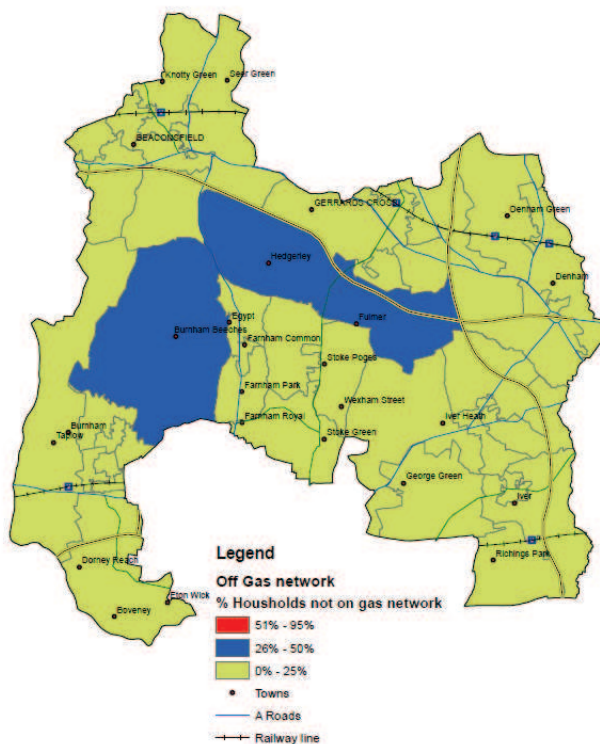 Knotty Green
Seer Green
BEACONSFIELD
GERRARDS CROSS
Denham Green
Hedgerley
Denham
Egypt
Fulmer
Burnham Beeches
Farnham Common
Stoke Poges
Farnham Park
Wexham Street
Farnham Royal
Iver Heath
Burnham
Taplow
Stoke Green
George Green
Iver
Richings Park
Dorney Reach
Eton Wick
Boveney
Legend
Off Gas network
% Housholds not on gas network
51% - 95%
26% - 50%
0% - 25%
Towns
A Roads
Railway line